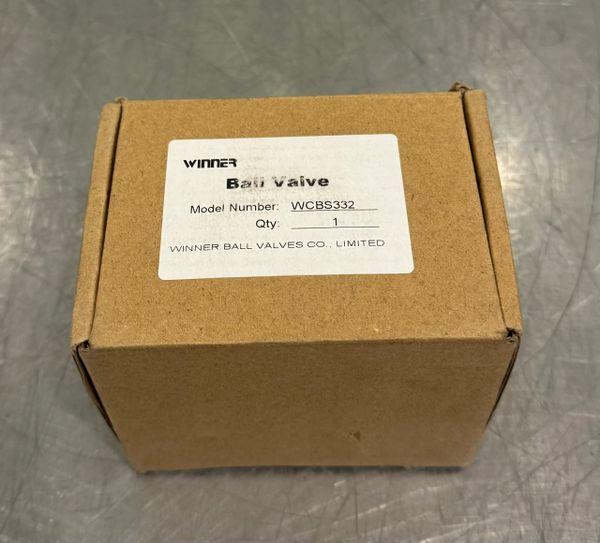 WINNER
Ball Valve
Model Number: WCBS332
Qty: 1
WINNER BALL VALVES CO., LIMITED